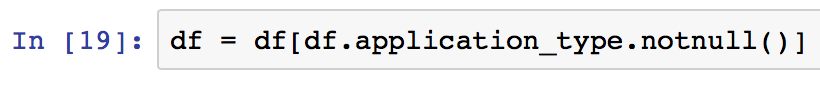 In [19]: df = df[df.application_type.notnull()]